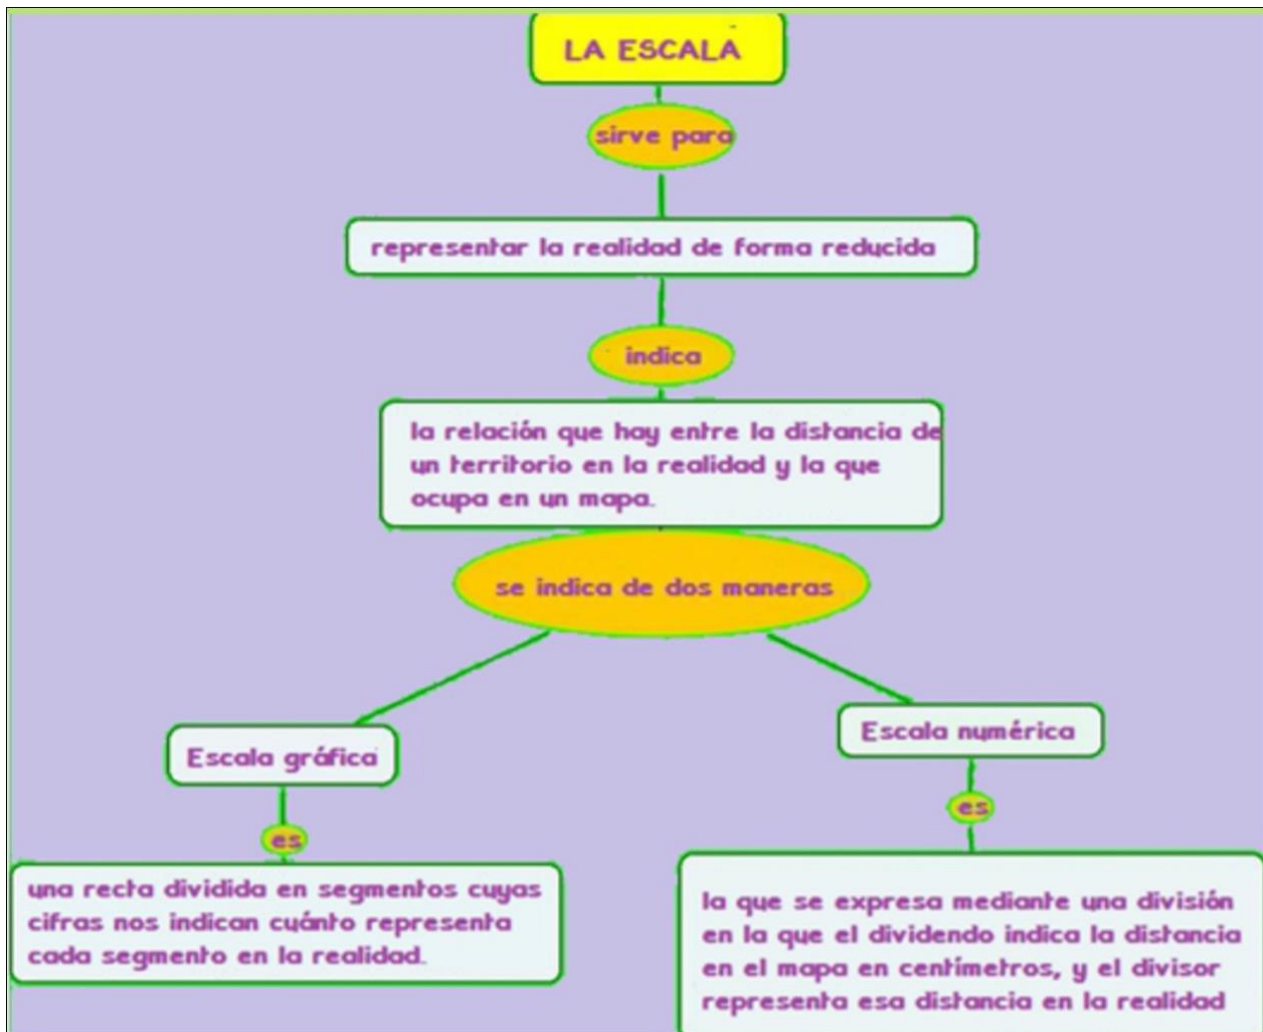 LA ESCALA
sirve para
representar la realidad de forma reducida
indica
la relación que hay entre la distancia de
un territorio en la realidad y la que
ocupa en un mapa.
se indica de dos maneras
Escala gráfica
es
una recta dividida en segmentos cuyas
cifras nos indican cuánto representa
cada segmento en la realidad.
Escala numérica
es
la que se expresa mediante una división
en la que el dividendo indica la distancia
en el mapa en centímetros, y el divisor
representa esa distancia en la realidad